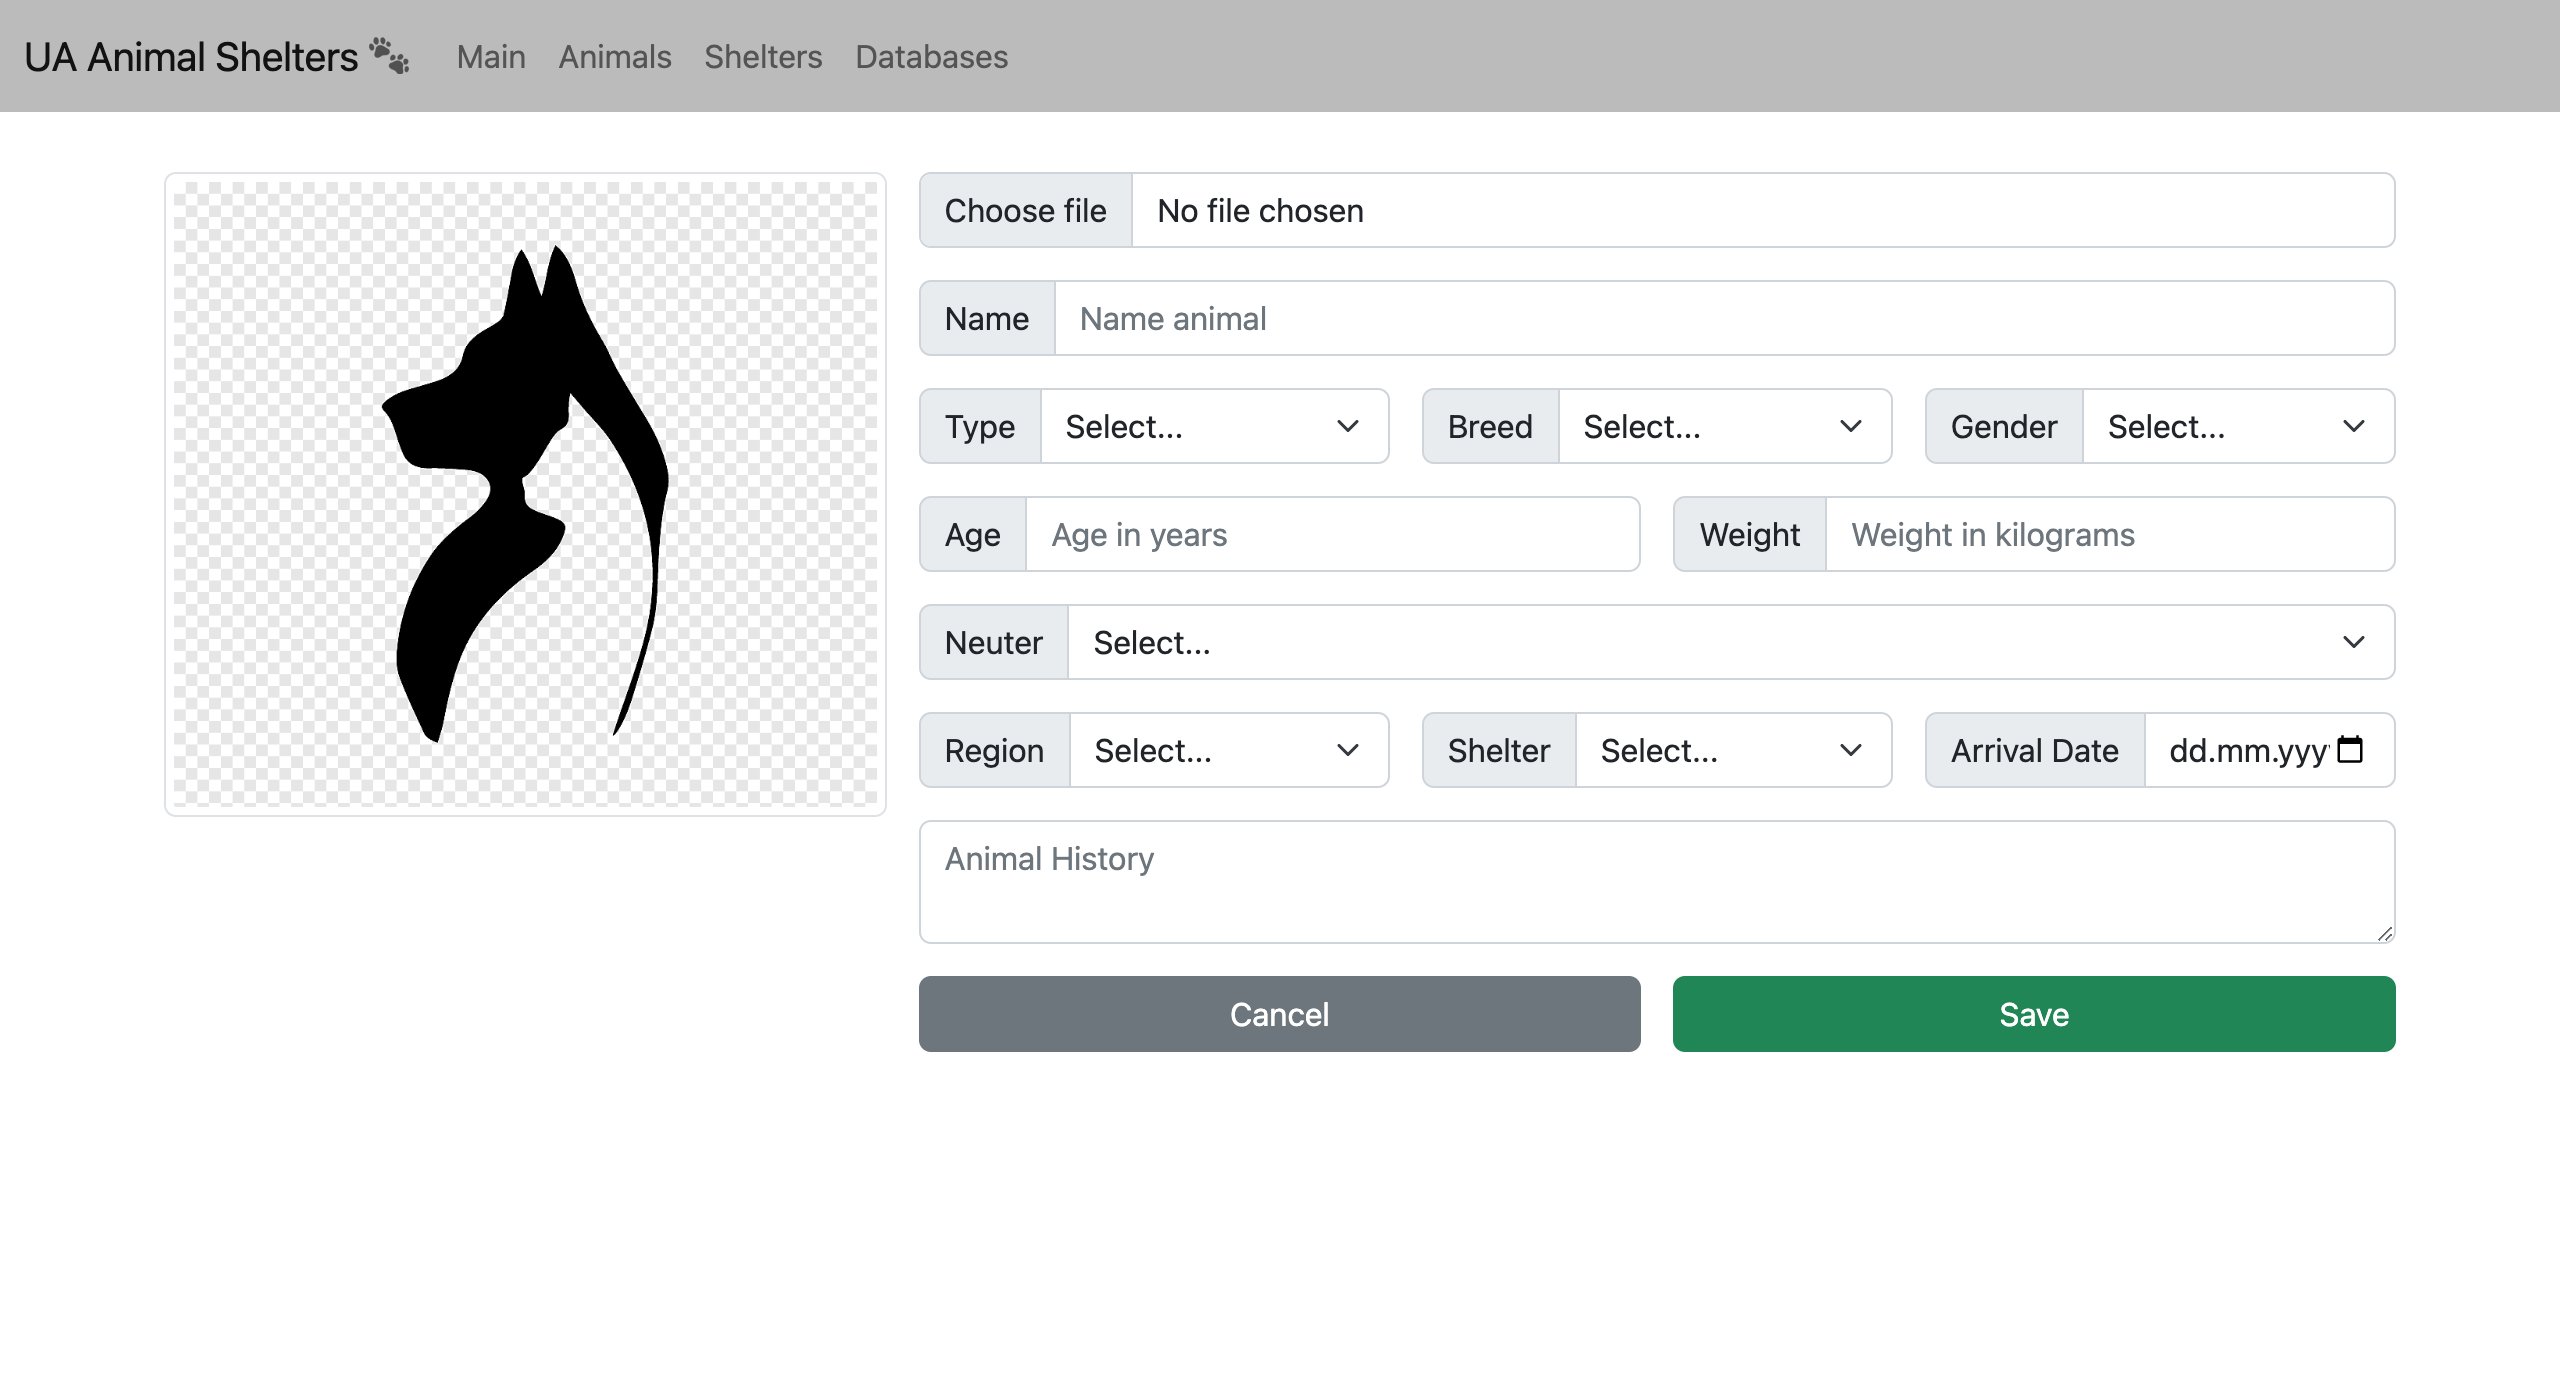 UA Animal Shelters Main Animals Shelters Databases
Choose file No file chosen
Name Name animal
Type Select... Breed Select... Gender Select...
Age Age in years Weight Weight in kilograms
Neuter Select...
Region Select... Shelter Select... Arrival Date dd.mm.yyy
Animal History
Cancel Save